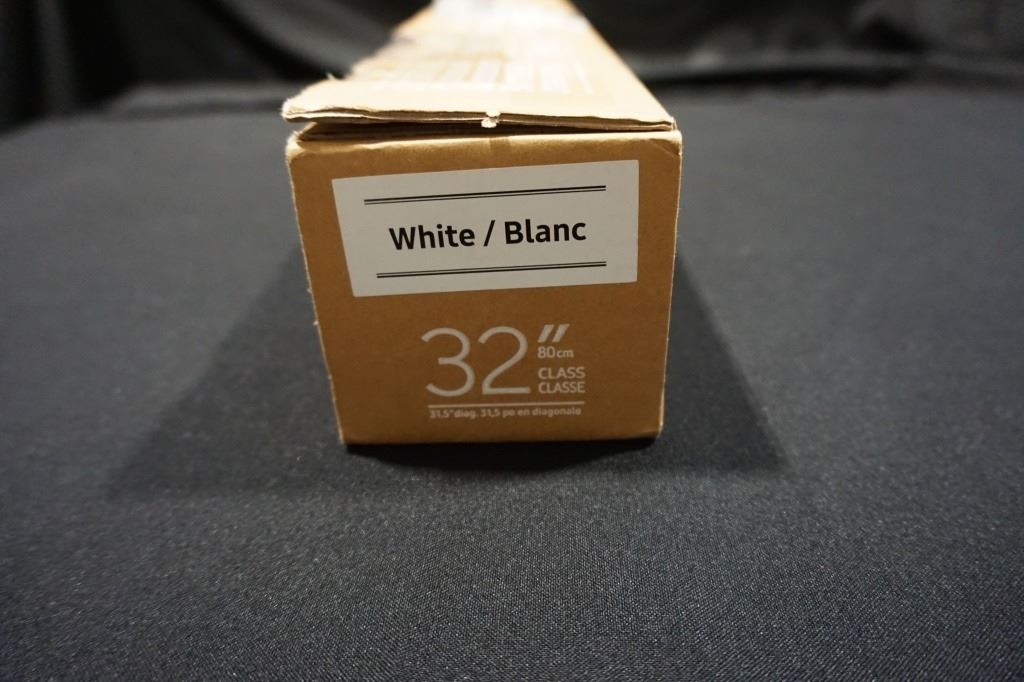 White / Blanc
32"
80cm
CLASS
CLASSE
31.5" diag. 31,5 po en diagonale